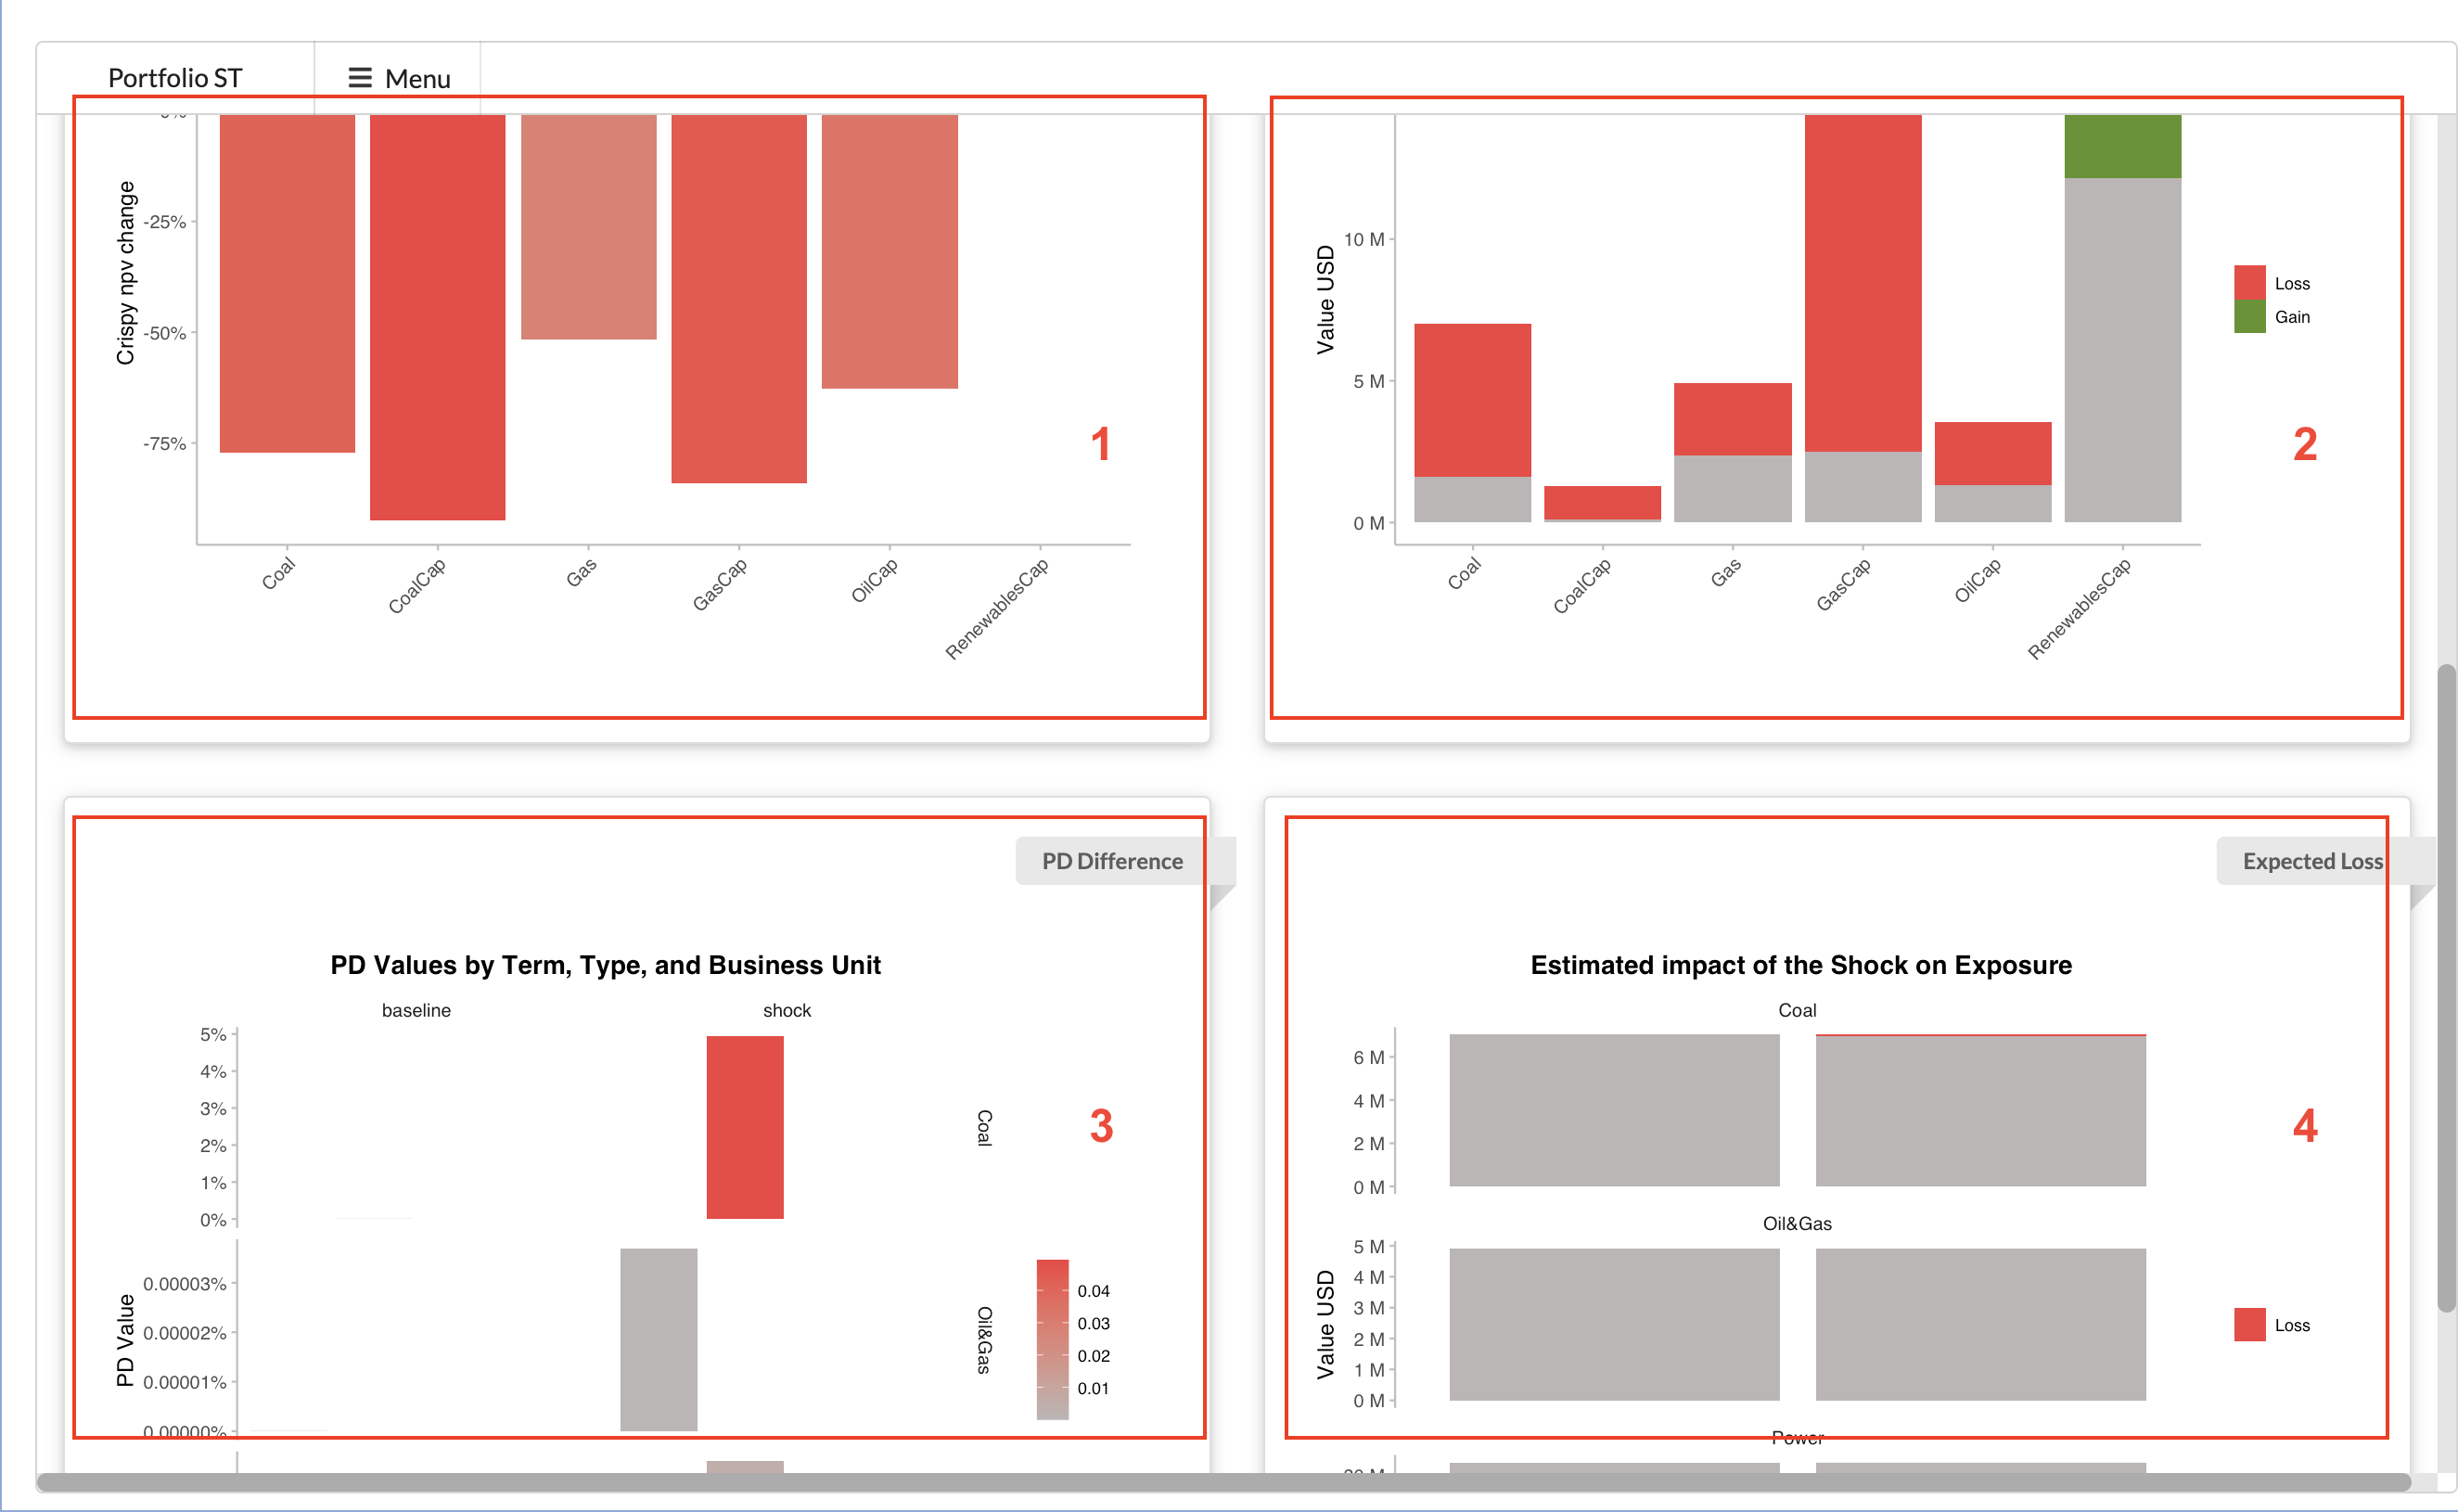 Portfolio ST
Menu
Crispy npv change
-25%
-50%
-75%
Coal
CoalCap
Gas
GasCap
OilCap
RenewablesCap
1
Value USD
10 M
5 M
0 M
Coal
CoalCap
Gas
GasCap
OilCap
RenewablesCap
Loss
Gain
2
PD Difference
PD Values by Term, Type, and Business Unit
baseline
shock
5%
4%
3%
2%
1%
0%
Coal
3
PD Value
0.00003%
0.00002%
0.00001%
0.00000%
Oil&Gas
0.04
0.03
0.02
0.01
Expected Loss
Estimated impact of the Shock on Exposure
Coal
6 M
4 M
2 M
0 M
4
Oil&Gas
Value USD
5 M
4 M
3 M
2 M
1 M
0 M
Loss
Power